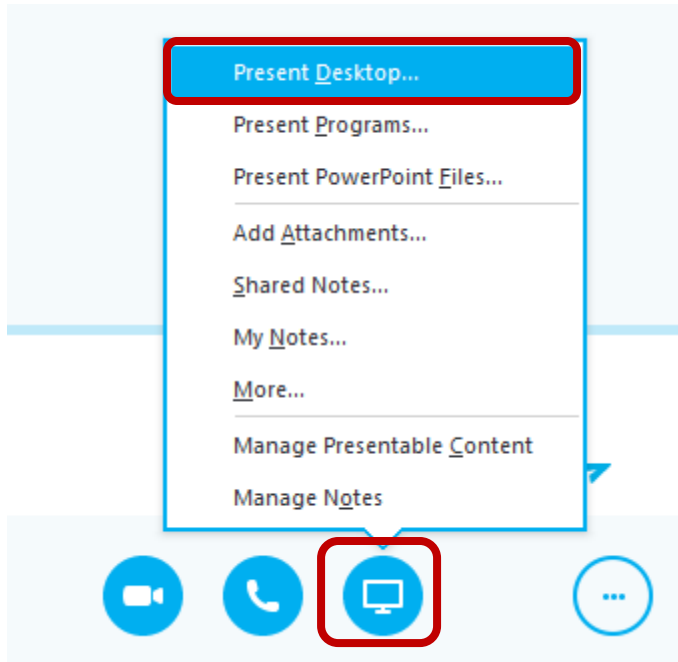 Present Desktop...
Present Programs...
Present PowerPoint Files...
Add Attachments...
Shared Notes...
My Notes...
More...
Manage Presentable Content
Manage Notes